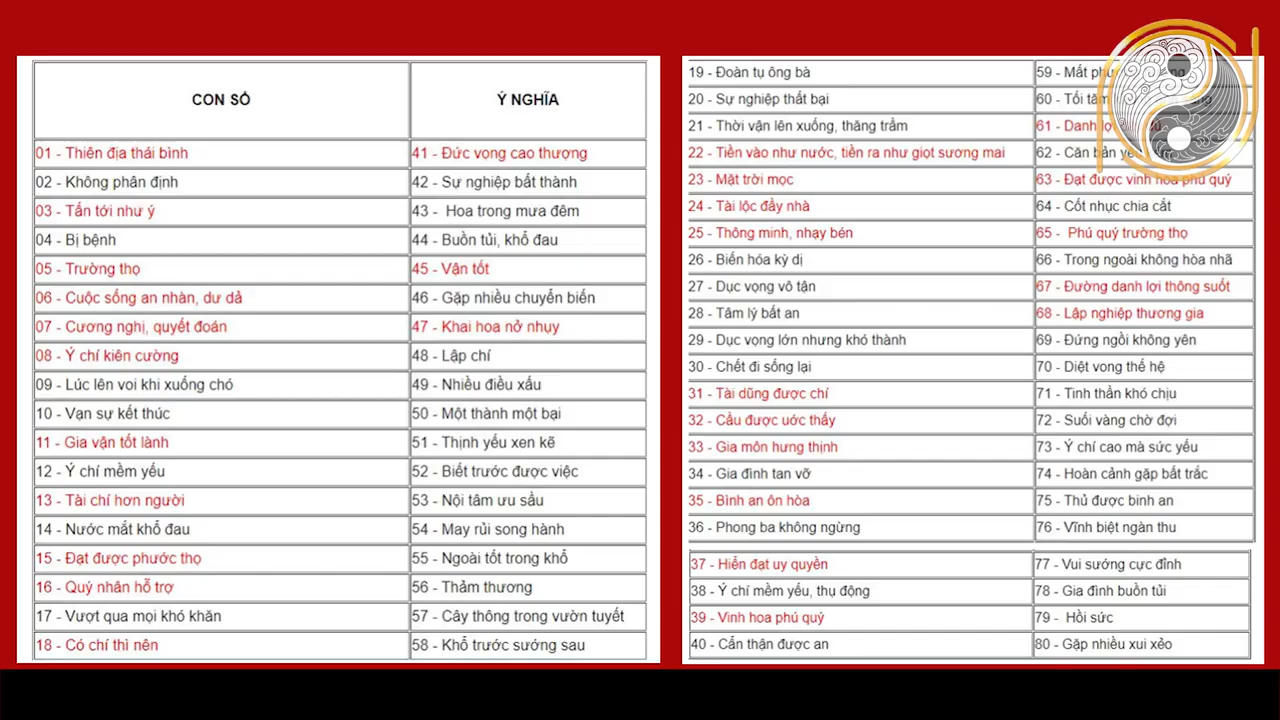 CON SỐ
Ý NGHĨA
01 - Thiên địa thái bình
41 - Đức vọng cao thượng
02 - Không phân định
42 - Sự nghiệp bất thành
03 - Tấn tới như ý
43 - Hoa trong mưa đêm
04 - Bị bệnh
44 - Buồn tủi, khổ đau
05 - Trường thọ
45 - Vận tốt
06 - Cuộc sống an nhàn, dư dả
46 - Gặp nhiều chuyển biến
07 - Cương nghị, quyết đoán
47 - Khai hoa nở nhụy
08 - Ý chí kiên cường
48 - Lập chí
09 - Lúc lên voi khi xuống chó
49 - Nhiều điều xấu
10 - Vạn sự kết thúc
50 - Một thành một bại
11 - Gia vận tốt lành
51 - Thịnh yếu xen kẽ
12 - Ý chí mềm yếu
52 - Biết trước được việc
13 - Tài chí hơn người
53 - Nội tâm ưu sầu
14 - Nước mắt khổ đau
54 - May rủi song hành
15 - Đạt được phước thọ
55 - Ngoài tốt trong khổ
16 - Quý nhân hỗ trợ
56 - Thảm thương
17 - Vượt qua mọi khó khăn
57 - Cây thông trong vườn tuyết
18 - Có chí thì nên
58 - Khổ trước sướng sau
19 - Đoàn tụ ông bà
59 - Mất
20 - Sự nghiệp thất bại
60 - Tối
21 - Thời vận lên xuống, thăng trầm
61 - Danh
22 - Tiền vào như nước, tiền ra như giọt sương mai
62 - Căn bản
23 - Mặt trời mọc
63 - Đạt được vinh hoa phú quý
24 - Tài lộc đầy nhà
64 - Cốt nhục chia cắt
25 - Thông minh, nhạy bén
65 - Phú quý trường thọ
26 - Biến hóa kỳ dị
66 - Trong ngoài không hòa nhã
27 - Dục vọng vô tận
67 - Đường danh lợi thông suốt
28 - Tâm lý bất an
68 - Lập nghiệp thương gia
29 - Dục vọng lớn nhưng khó thành
69 - Đứng ngồi không yên
30 - Chết đi sống lại
70 - Diệt vong thế hệ
31 - Tài dũng được chí
71 - Tinh thần khó chịu
32 - Cầu được uớc thấy
72 - Suối vàng chờ đợi
33 - Gia môn hưng thịnh
73 - Ý chí cao mà sức yếu
34 - Gia đình tan vỡ
74 - Hoàn cảnh gặp bất trắc
35 - Bình an ôn hòa
75 - Thủ được bình an
36 - Phong ba không ngừng
76 - Vĩnh biệt ngàn thu
37 - Hiển đạt uy quyền
77 - Vui sướng cực đỉnh
38 - Ý chí mềm yếu, thụ động
78 - Gia đình buồn tủi
39 - Vinh hoa phú quý
79 - Hồi sức
40 - Cẩn thận được an
80 - Gặp nhiều xui xẻo